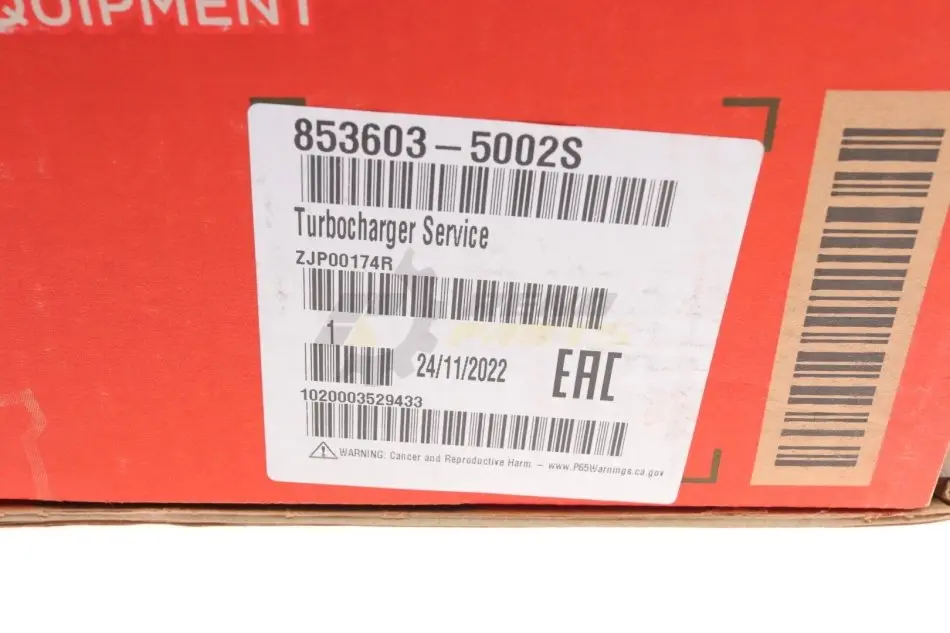 QUIPMENT
853603-5002S
Turbocharger Service
ZJP00174R
1
24/11/2022
EAC
1020003529433
WARNING: Cancer and Reproductive Harm - www.P65Warnings.ca.gov